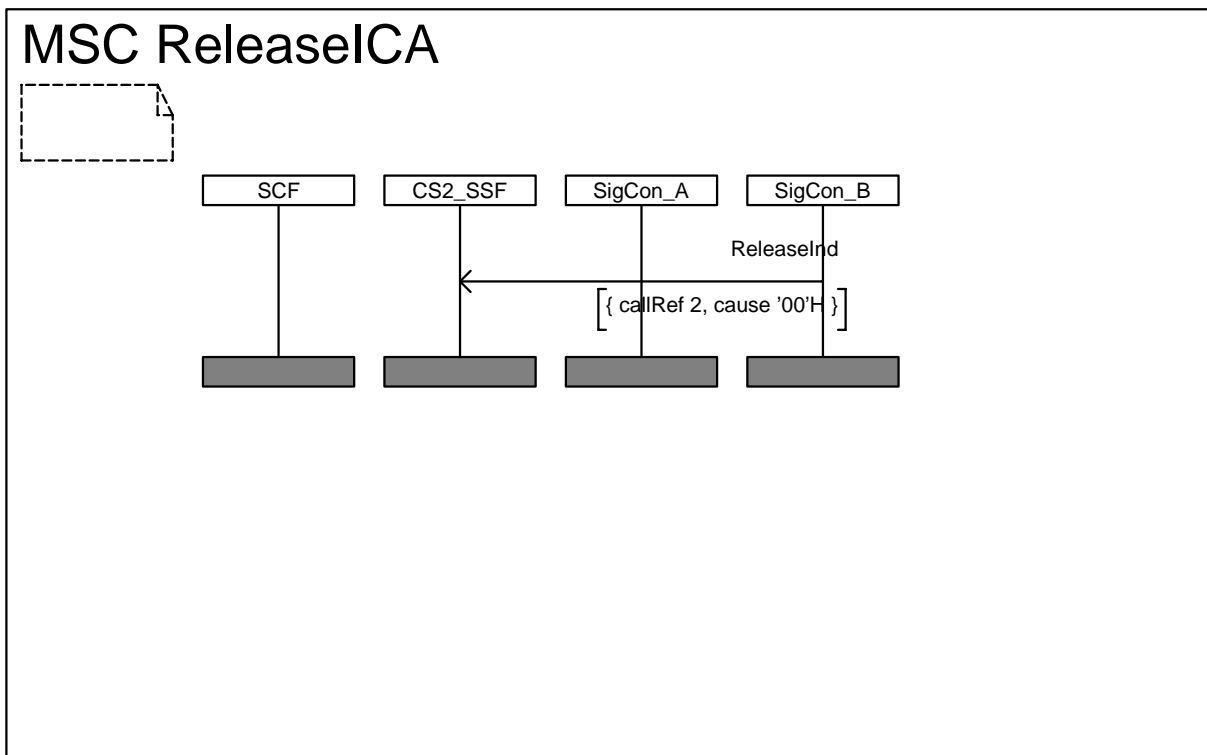 MSC ReleaseICA
SCF
CS2_SSF
SigCon_A
SigCon_B
ReleaseInd
{ callRef 2, cause '00'H }